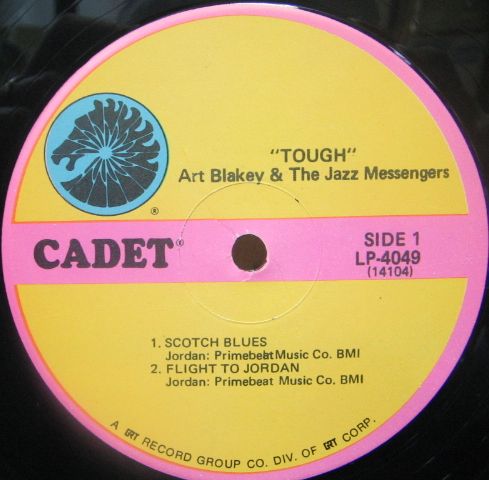 "TOUGH"
Art Blakey & The Jazz Messengers
®
CADET®
SIDE 1
LP-4049
(14104)
1. SCOTCH BLUES
Jordan: Primebeat Music Co. BMI
2. FLIGHT TO JORDAN
Jordan: Primebeat Music Co. BMI
A GRT RECORD GROUP CO. DIV. OF GRT CORP.